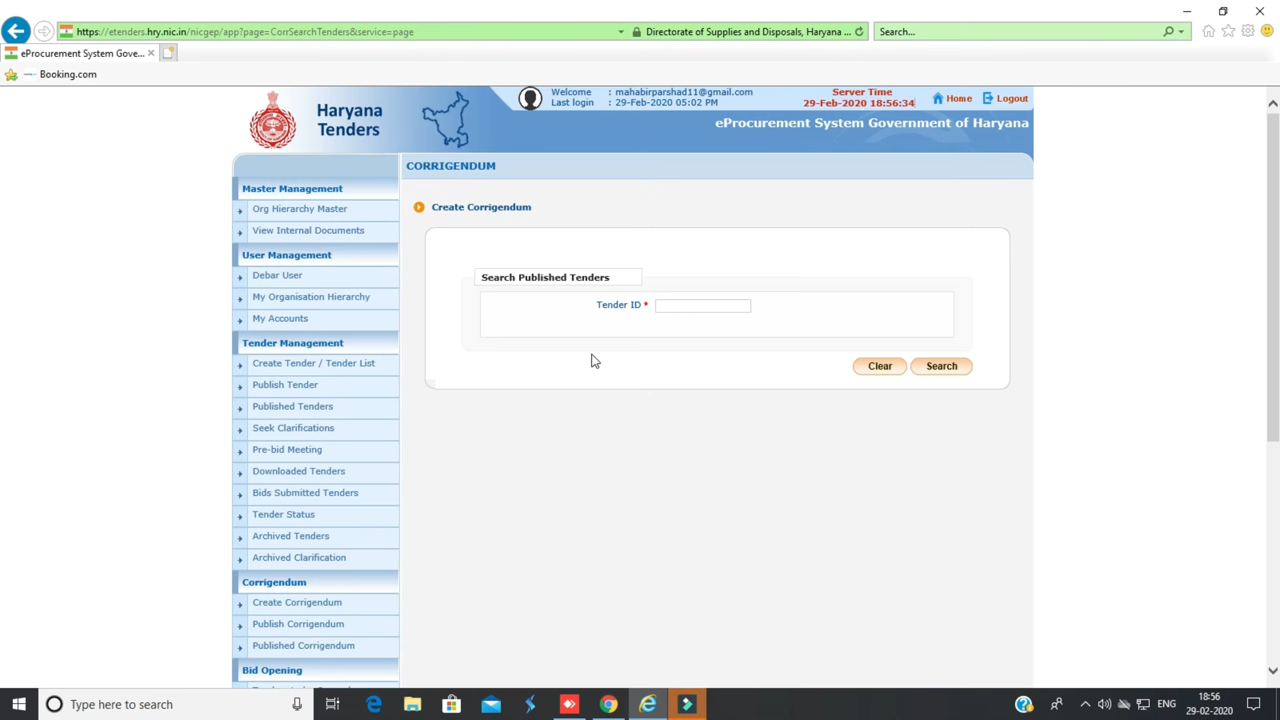 https://etenders.hry.nic.in/nicgep/app?page=CorrSearchTenders&service=page
Directorate of Supplies and Disposals, Haryana ...
Search...
eProcurement System Gove...
Booking.com
Haryana
Tenders
Welcome : mahabirparshad11@gmail.com
Last login : 29-Feb-2020 05:02 PM
Server Time
29-Feb-2020 18:56:34
Home
Logout
eProcurement System Government of Haryana
Master Management
Org Hierarchy Master
View Internal Documents
User Management
Debar User
My Organisation Hierarchy
My Accounts
Tender Management
Create Tender / Tender List
Publish Tender
Published Tenders
Seek Clarifications
Pre-bid Meeting
Downloaded Tenders
Bids Submitted Tenders
Tender Status
Archived Tenders
Archived Clarification
Corrigendum
Create Corrigendum
Publish Corrigendum
Published Corrigendum
Bid Opening
CORRIGENDUM
Create Corrigendum
Search Published Tenders
Tender ID *
Clear
Search
Type here to search
ENG
18:56
29-02-2020